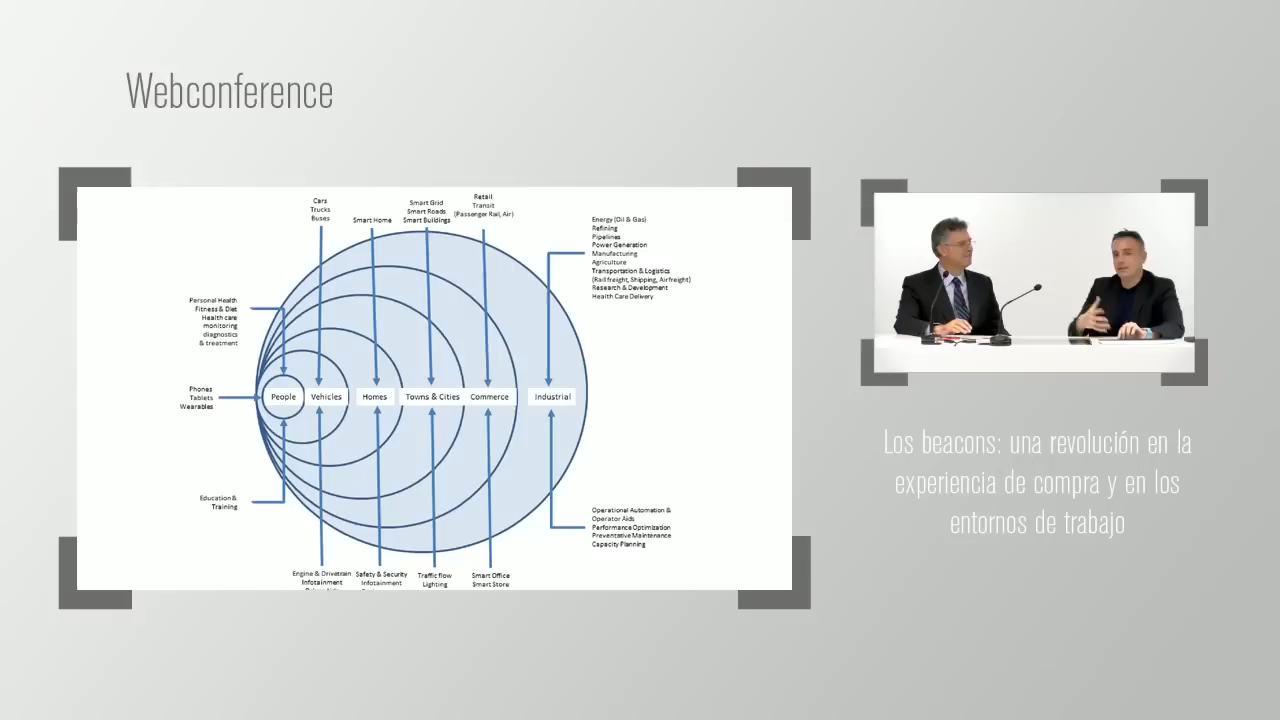 Webconference
Cars
Trucks
Buses
Smart Home
Smart Grid
Smart Roads
Smart Buildings
Retail
Transit
(Passenger Rail, Air)
Energy (Oil & Gas)
Refining
Pipelines
Power Generation
Manufacturing
Agriculture
Transportation & Logistics
(Rail freight, Shipping, Airfreight)
Research & Development
Health Care Delivery
Personal Health
Fitness & Diet
Health care
monitoring
diagnostics
& treatment
Phones
Tablets
Wearables
People
Vehicles
Homes
Towns & Cities
Commerce
Industrial
Education &
Training
Operational Automation &
Operator Aids
Performance Optimization
Preventative Maintenance
Capacity Planning
Engine & Drivetrain
Infotainment
Safety & Security
Infotainment
Traffic flow
Lighting
Smart Office
Smart Store
Los beacons: una revolución en la
experiencia de compra y en los
entornos de trabajo